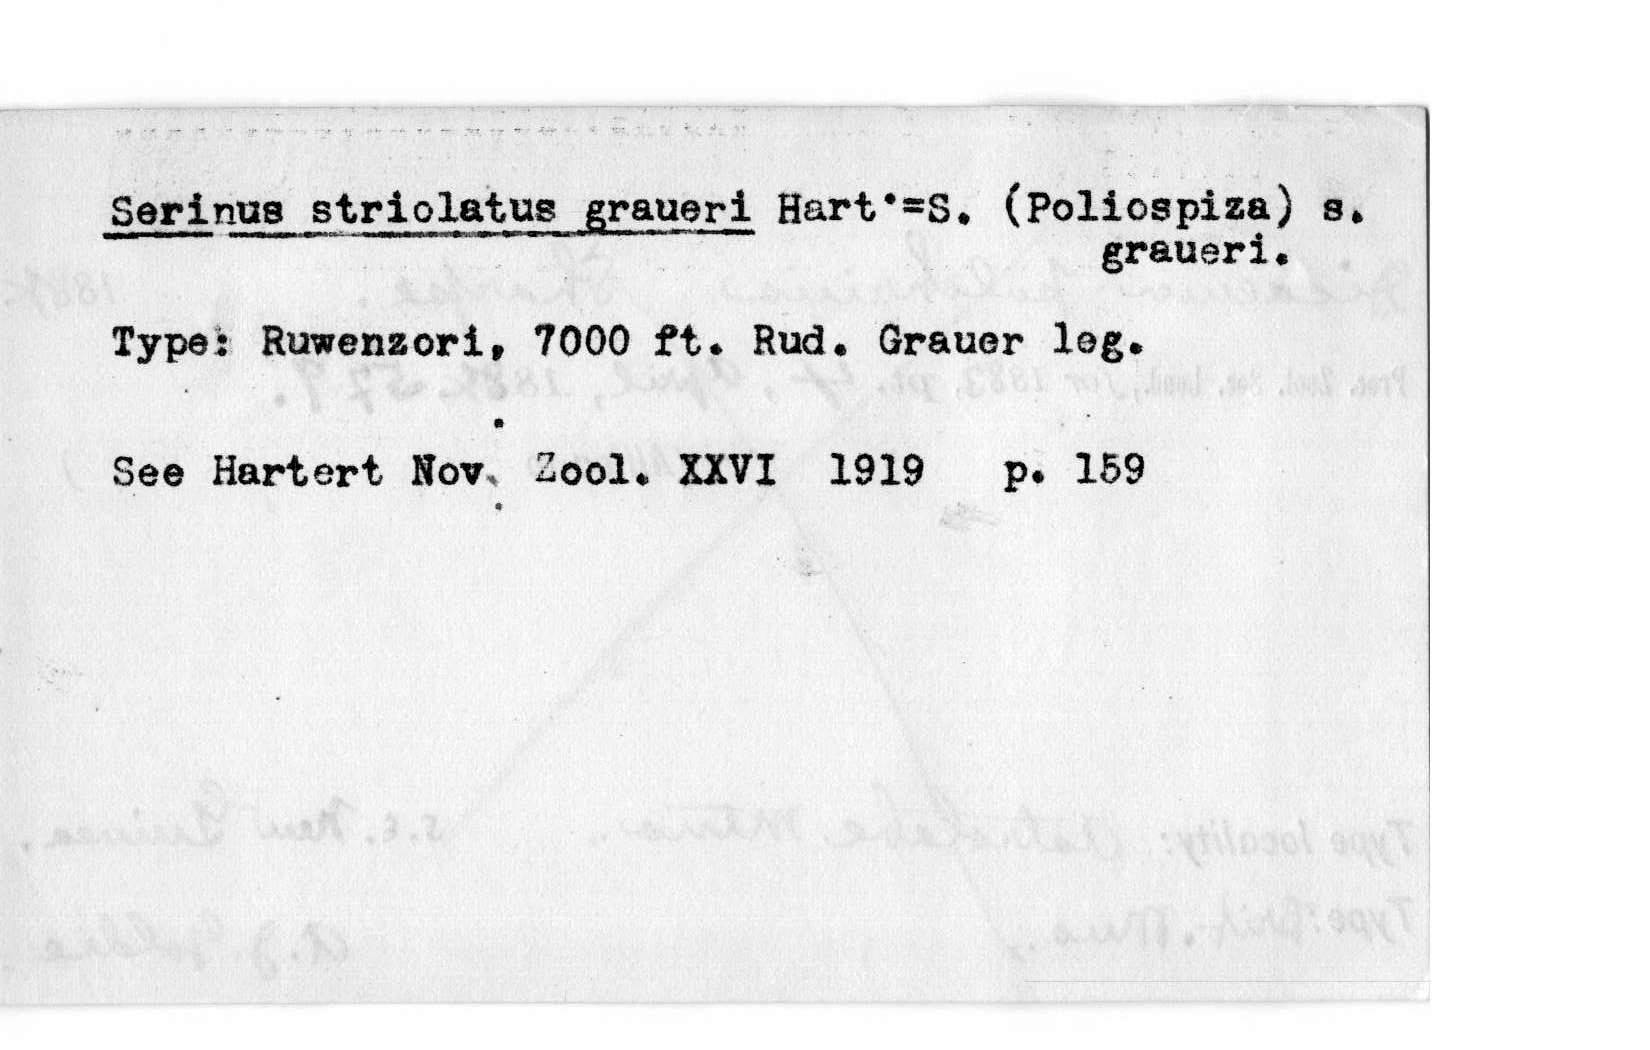 Serinus striolatus graueri Hart.=S. (Poliospiza) s.
graueri.
Type: Ruwenzori, 7000 ft. Rud. Grauer leg.
See Hartert Nov. Zool. XXVI 1919 p. 159